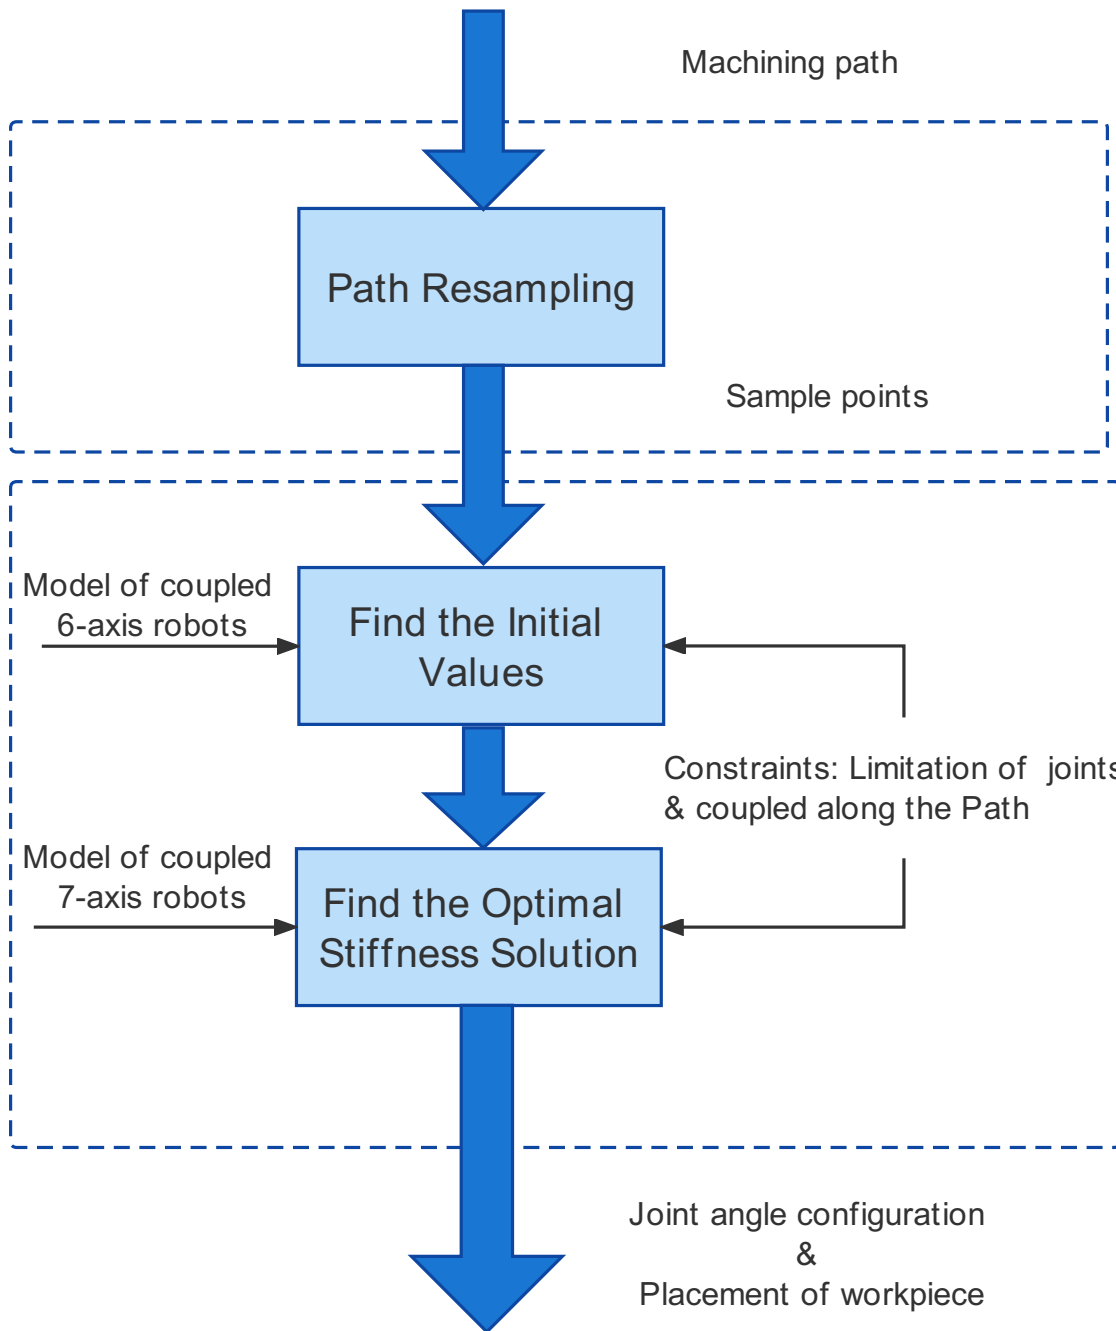 Machining path
Path Resampling
Sample points
Model of coupled
6-axis robots
Find the Initial
Values
Constraints: Limitation of joints
& coupled along the Path
Model of coupled
7-axis robots
Find the Optimal
Stiffness Solution
Joint angle configuration
&
Placement of workpiece